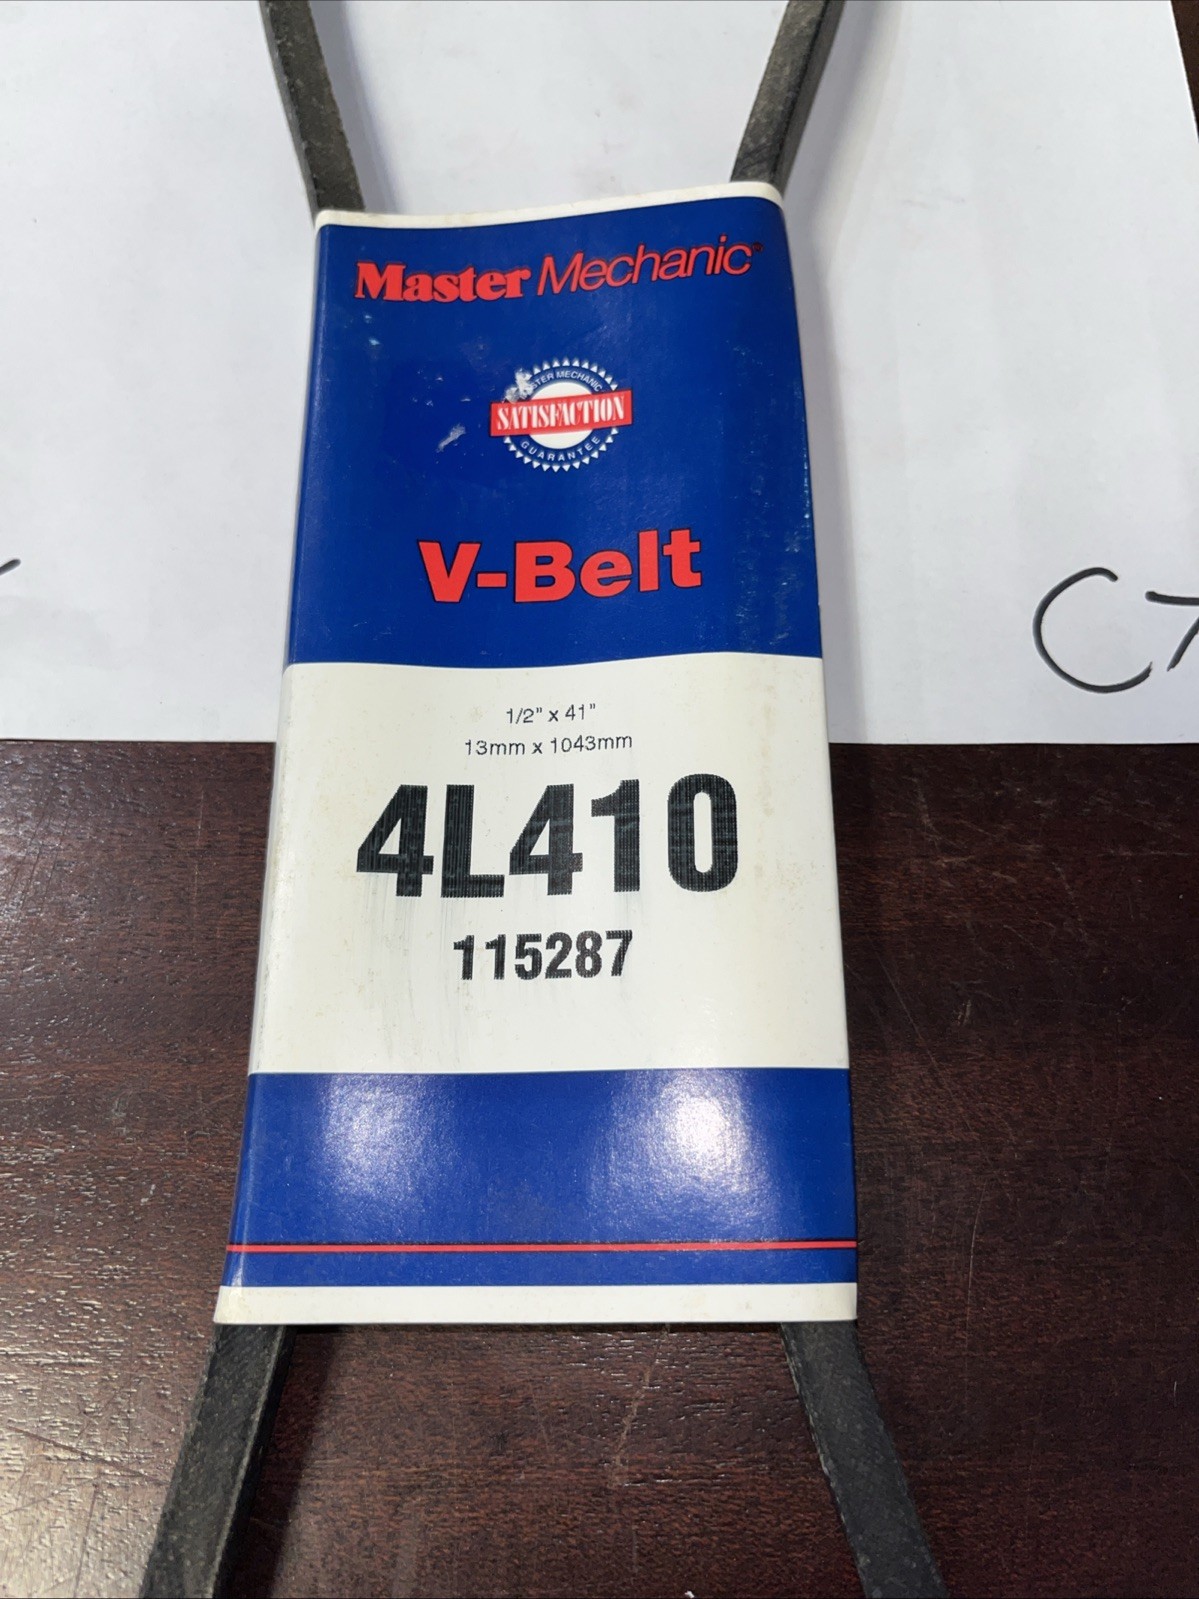 Master Mechanic®
MASTER MECHANIC
SATISFACTION
GUARANTEE
V-Belt
1/2" x 41"
13mm x 1043mm
4L410
115287